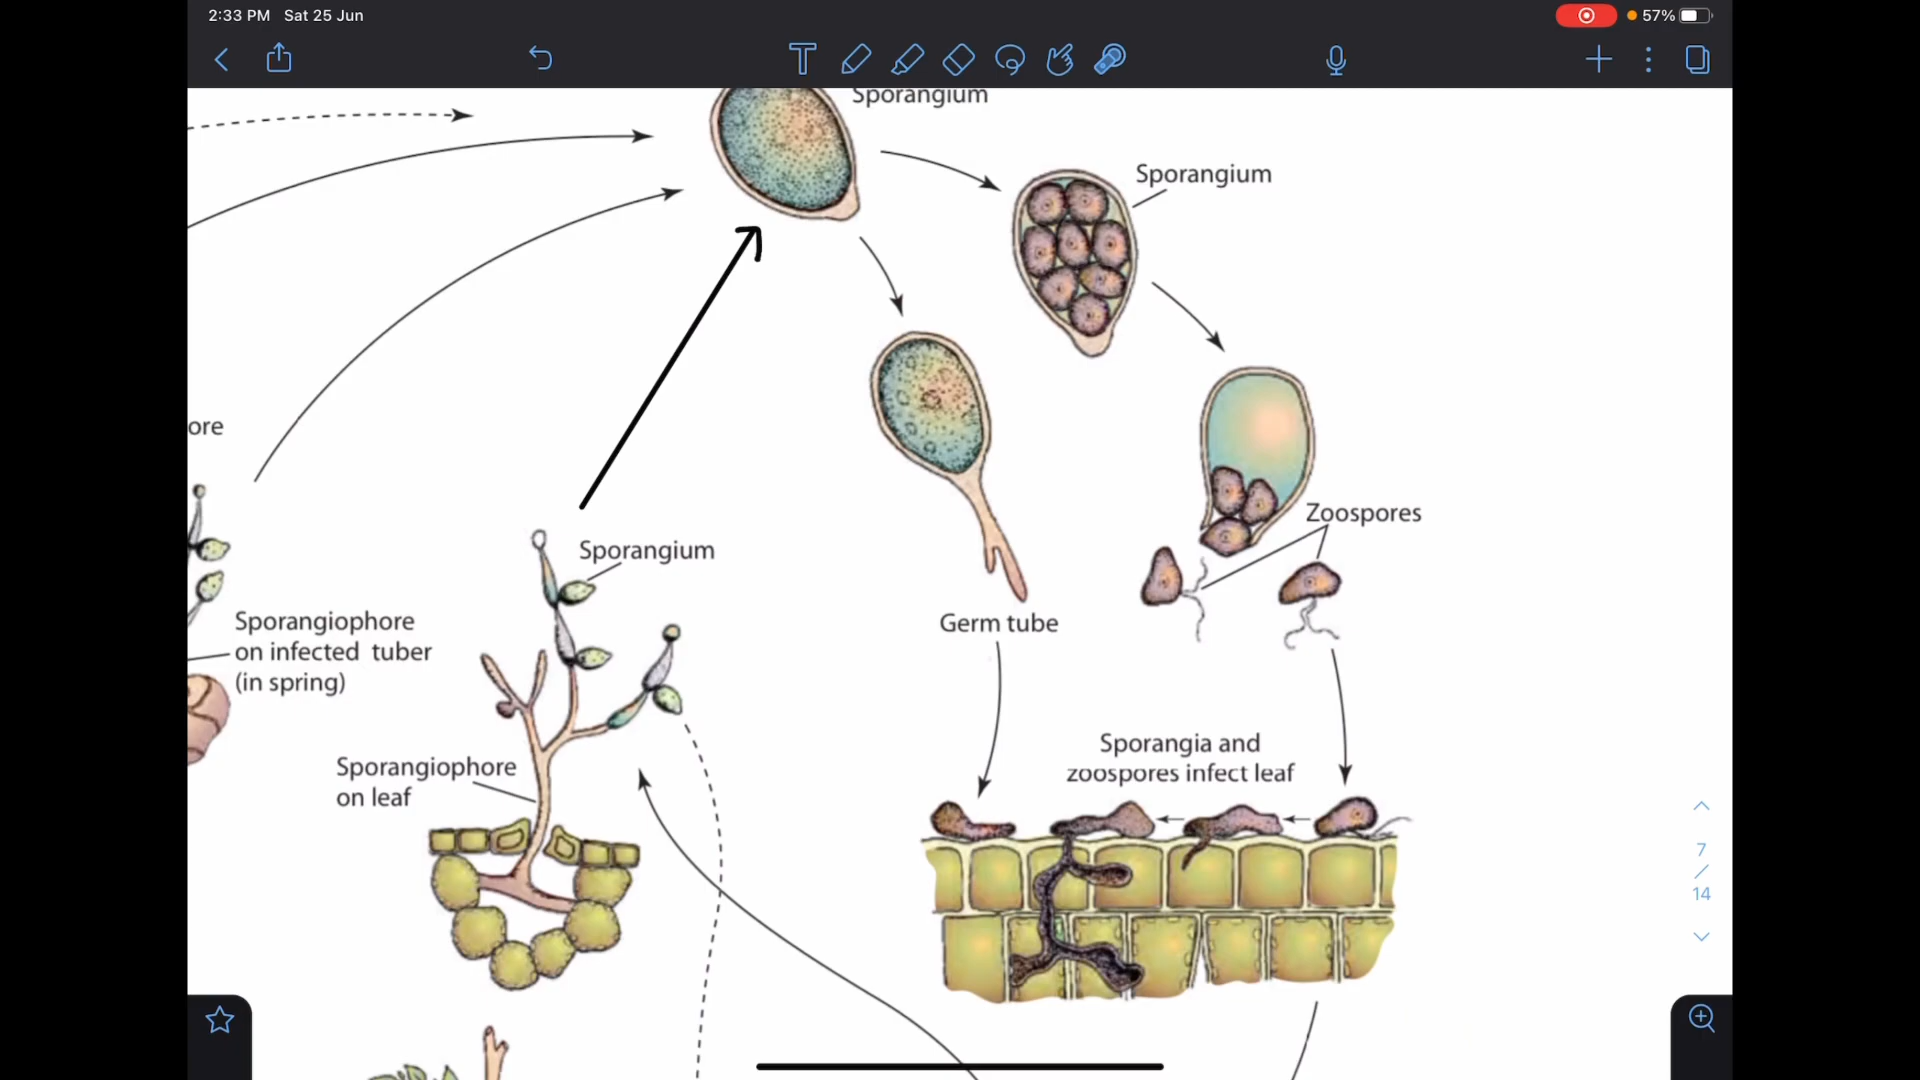 2:33 PM Sat 25 Jun
57%
Sporangium
Sporangium
ore
Zoospores
Sporangium
Sporangiophore
on infected tuber
(in spring)
Germ tube
Sporangiophore
on leaf
Sporangia and
zoospores infect leaf
7
/
14